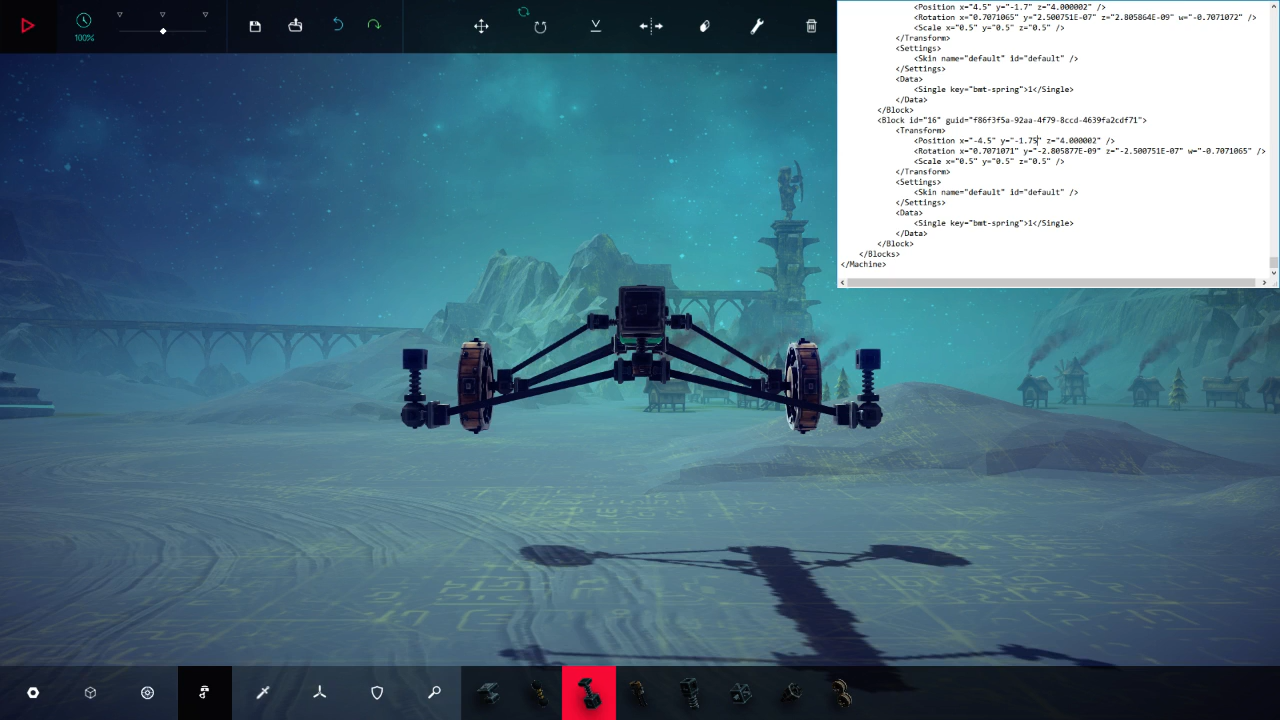 100%
<Position x="4.5" y="-1.7" z="4.000002" />
<Rotation x="0.7071065" y="2.500751E-07" z="2.805864E-09" w="-0.7071072" />
<Scale x="0.5" y="0.5" z="0.5" />
</Transform>
<Settings>
<Skin name="default" id="default" />
</Settings>
<Data>
<Single key="bmt-spring">1</Single>
</Data>
</Block>
<Block id="16" guid="f86f3f5a-92aa-4f79-8ccd-4639fa2cdf71">
<Transform>
<Position x="-4.5" y="-1.75" z="4.000002" />
<Rotation x="0.7071071" y="-2.805877E-09" z="-2.500751E-07" w="-0.7071065" />
<Scale x="0.5" y="0.5" z="0.5" />
</Transform>
<Settings>
<Skin name="default" id="default" />
</Settings>
<Data>
<Single key="bmt-spring">1</Single>
</Data>
</Block>
</Blocks>
</Machine>